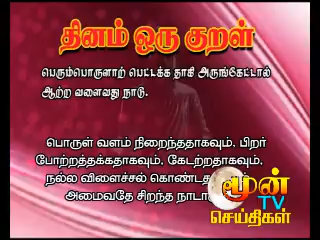 தினம் ஒரு குறள்
பெரும்பொருளாற் பெட்டக்க தாகி அருங்கேட்டால்
ஆற்ற வளைவது நாடு.
பொருள் வளம் நிறைந்ததாகவும். பிறர்
போற்றத்தக்கதாகவும். கேடற்றதாகவும்.
நல்ல விளைச்சல்
அமைவதே சிறந்த
மூன்
TV
செய்திகள்